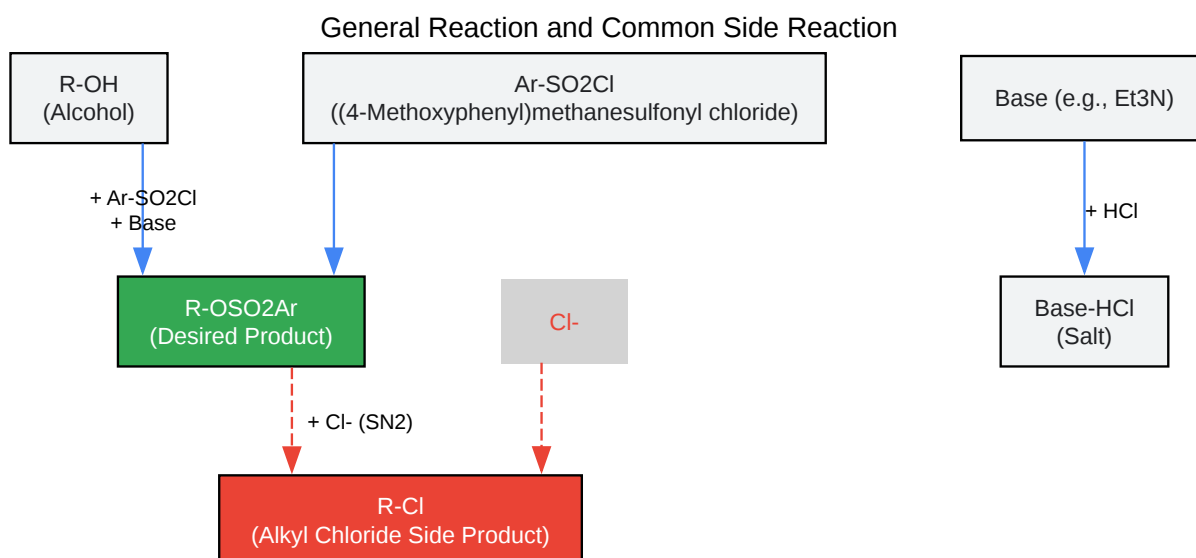 General Reaction and Common Side Reaction
R-OH
(Alcohol)
Ar-SO2Cl
((4-Methoxyphenyl)methanesulfonyl chloride)
Base (e.g., Et3N)
+ Ar-SO2Cl
+ Base
+ HCl
R-OSO2Ar
(Desired Product)
Cl-
Base-HCl
(Salt)
+ Cl- (SN2)
R-Cl
(Alkyl Chloride Side Product)